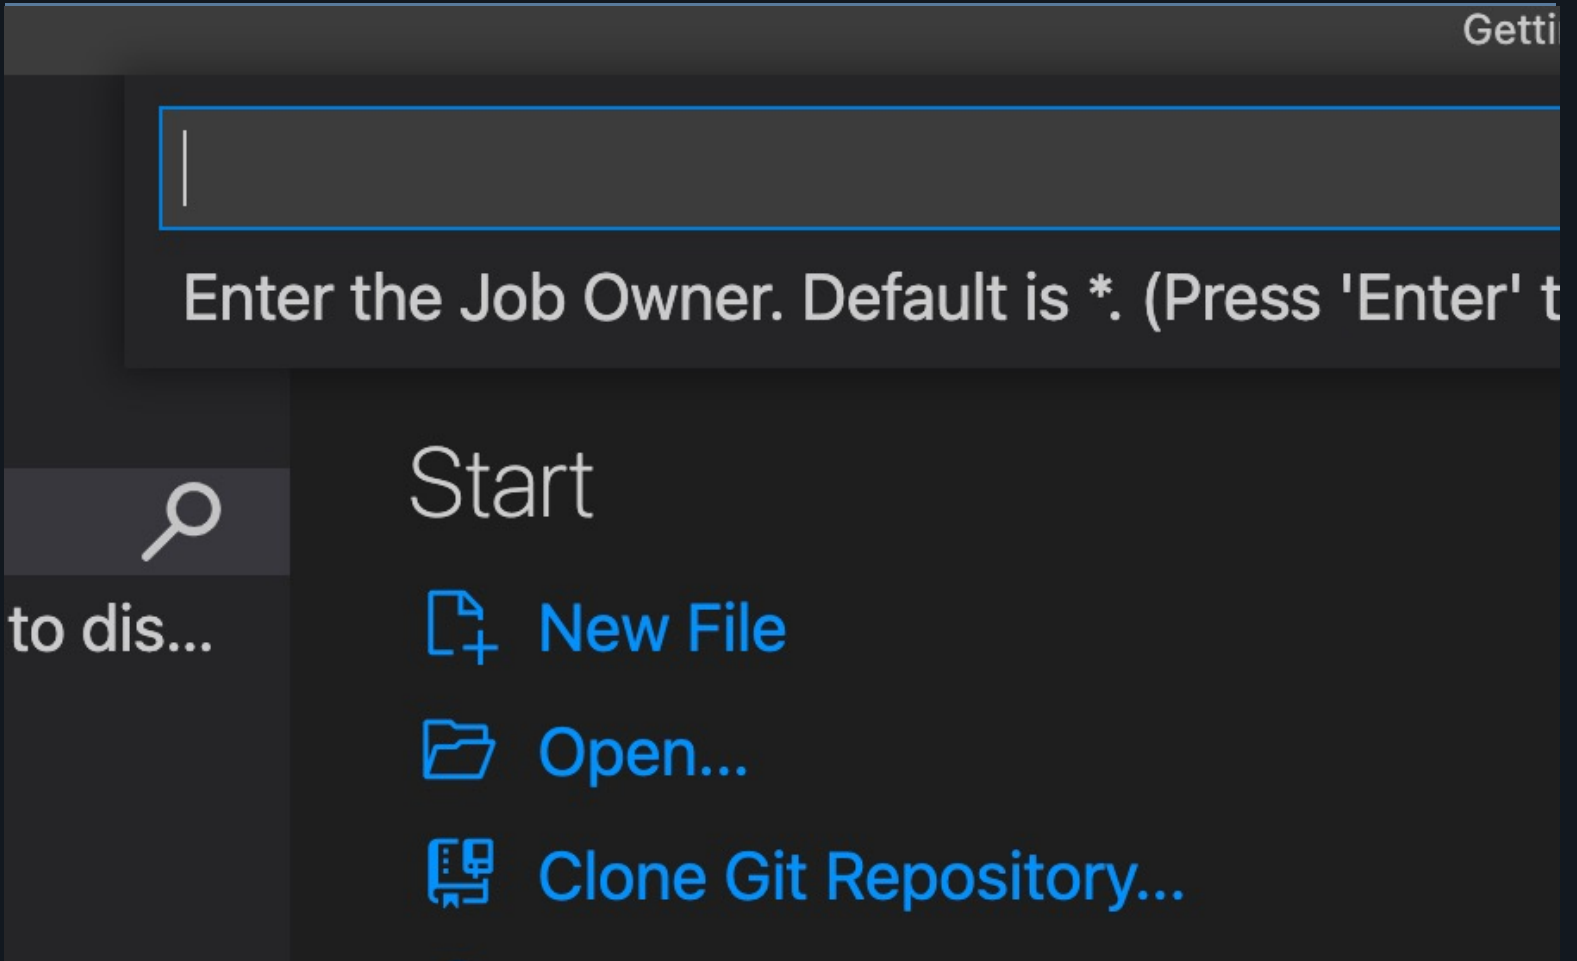 Getti
Enter the Job Owner. Default is *. (Press 'Enter' t
Start
New File
to dis...
Open...
Clone Git Repository...